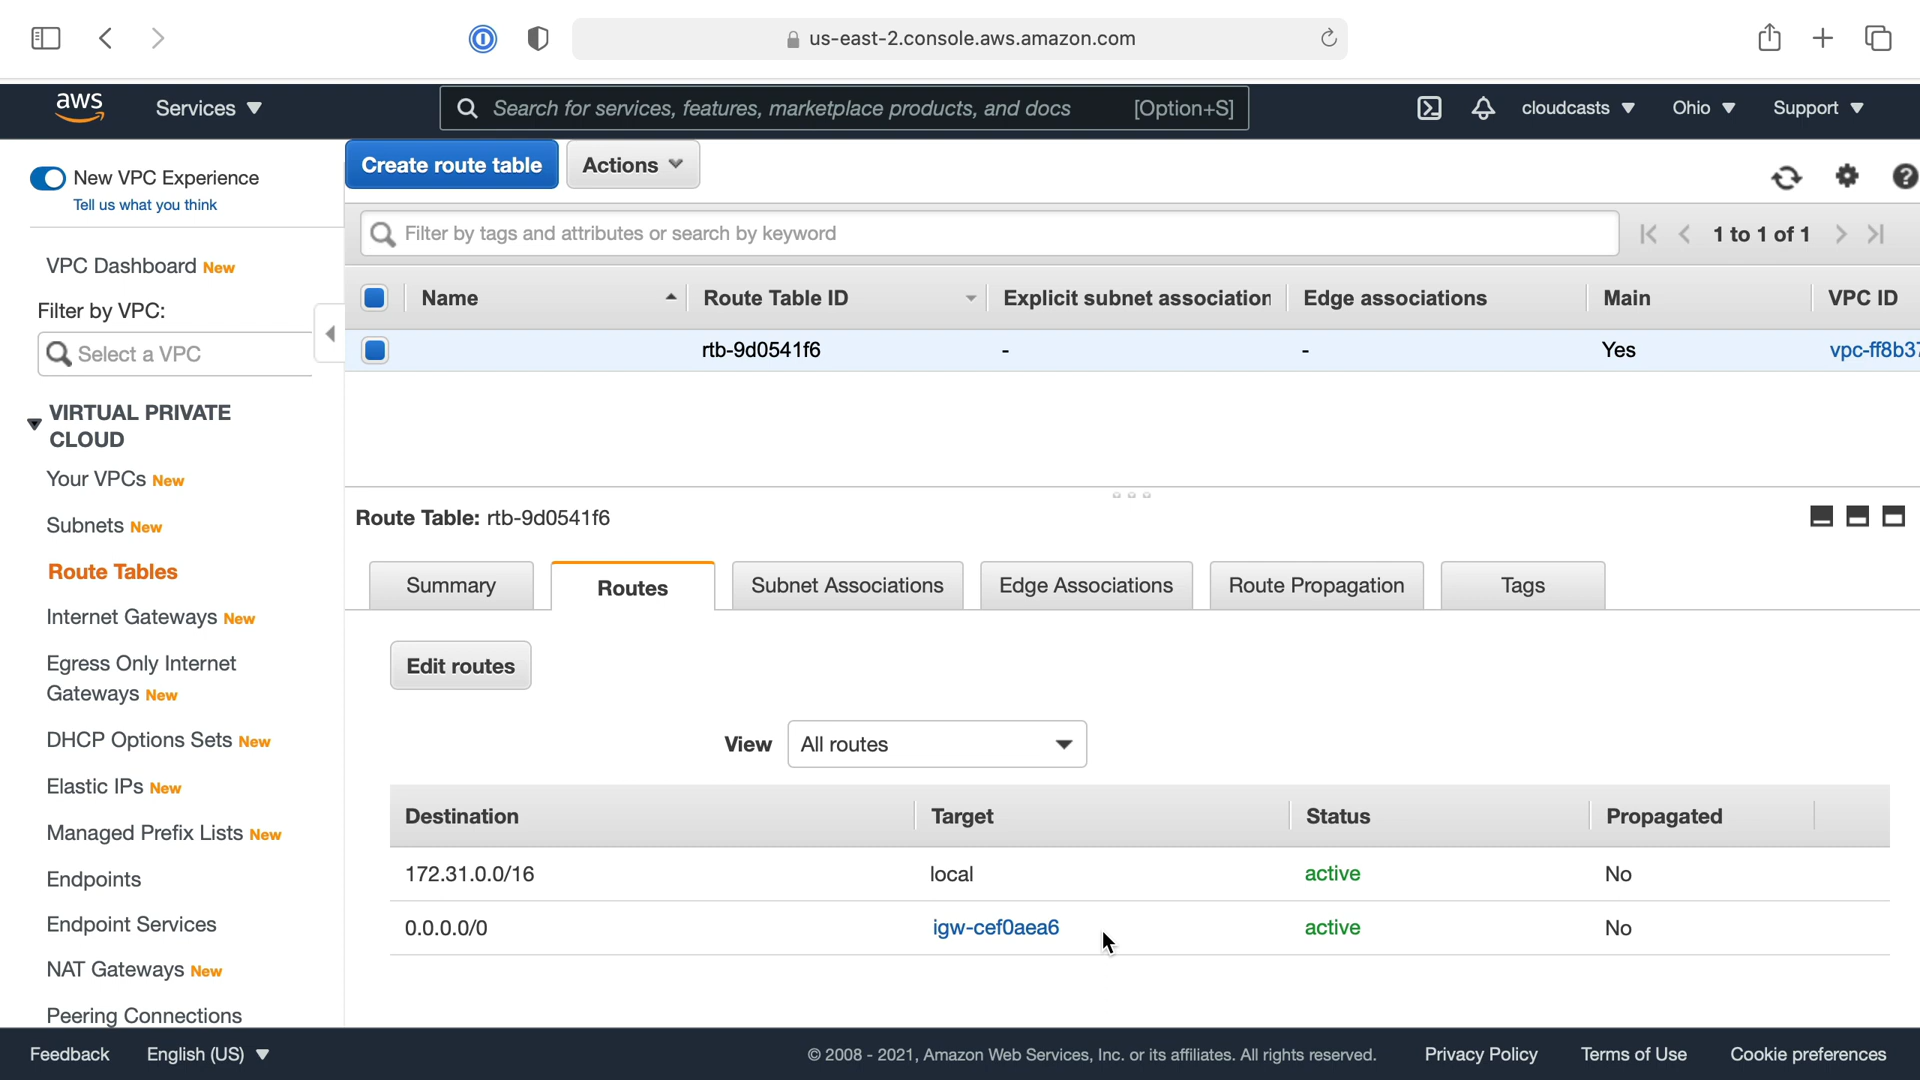 us-east-2.console.aws.amazon.com
aws
Services
Search for services, features, marketplace products, and docs [Option+S]
cloudcasts
Ohio
Support
New VPC Experience
Tell us what you think
Create route table
Actions
VPC Dashboard New
Filter by VPC:
Select a VPC
Filter by tags and attributes or search by keyword
1 to 1 of 1
Name Route Table ID Explicit subnet association Edge associations Main VPC ID
rtb-9d0541f6 - - Yes vpc-ff8b37
VIRTUAL PRIVATE
CLOUD
Your VPCs New
Subnets New
Route Tables
Internet Gateways New
Egress Only Internet
Gateways New
DHCP Options Sets New
Elastic IPs New
Managed Prefix Lists New
Endpoints
Endpoint Services
NAT Gateways New
Peering Connections
Route Table: rtb-9d0541f6
Summary Routes Subnet Associations Edge Associations Route Propagation Tags
Edit routes
View All routes
Destination Target Status Propagated
172.31.0.0/16 local active No
0.0.0.0/0 igw-cef0aea6 active No
Feedback English (US) © 2008 - 2021, Amazon Web Services, Inc. or its affiliates. All rights reserved. Privacy Policy Terms of Use Cookie preferences